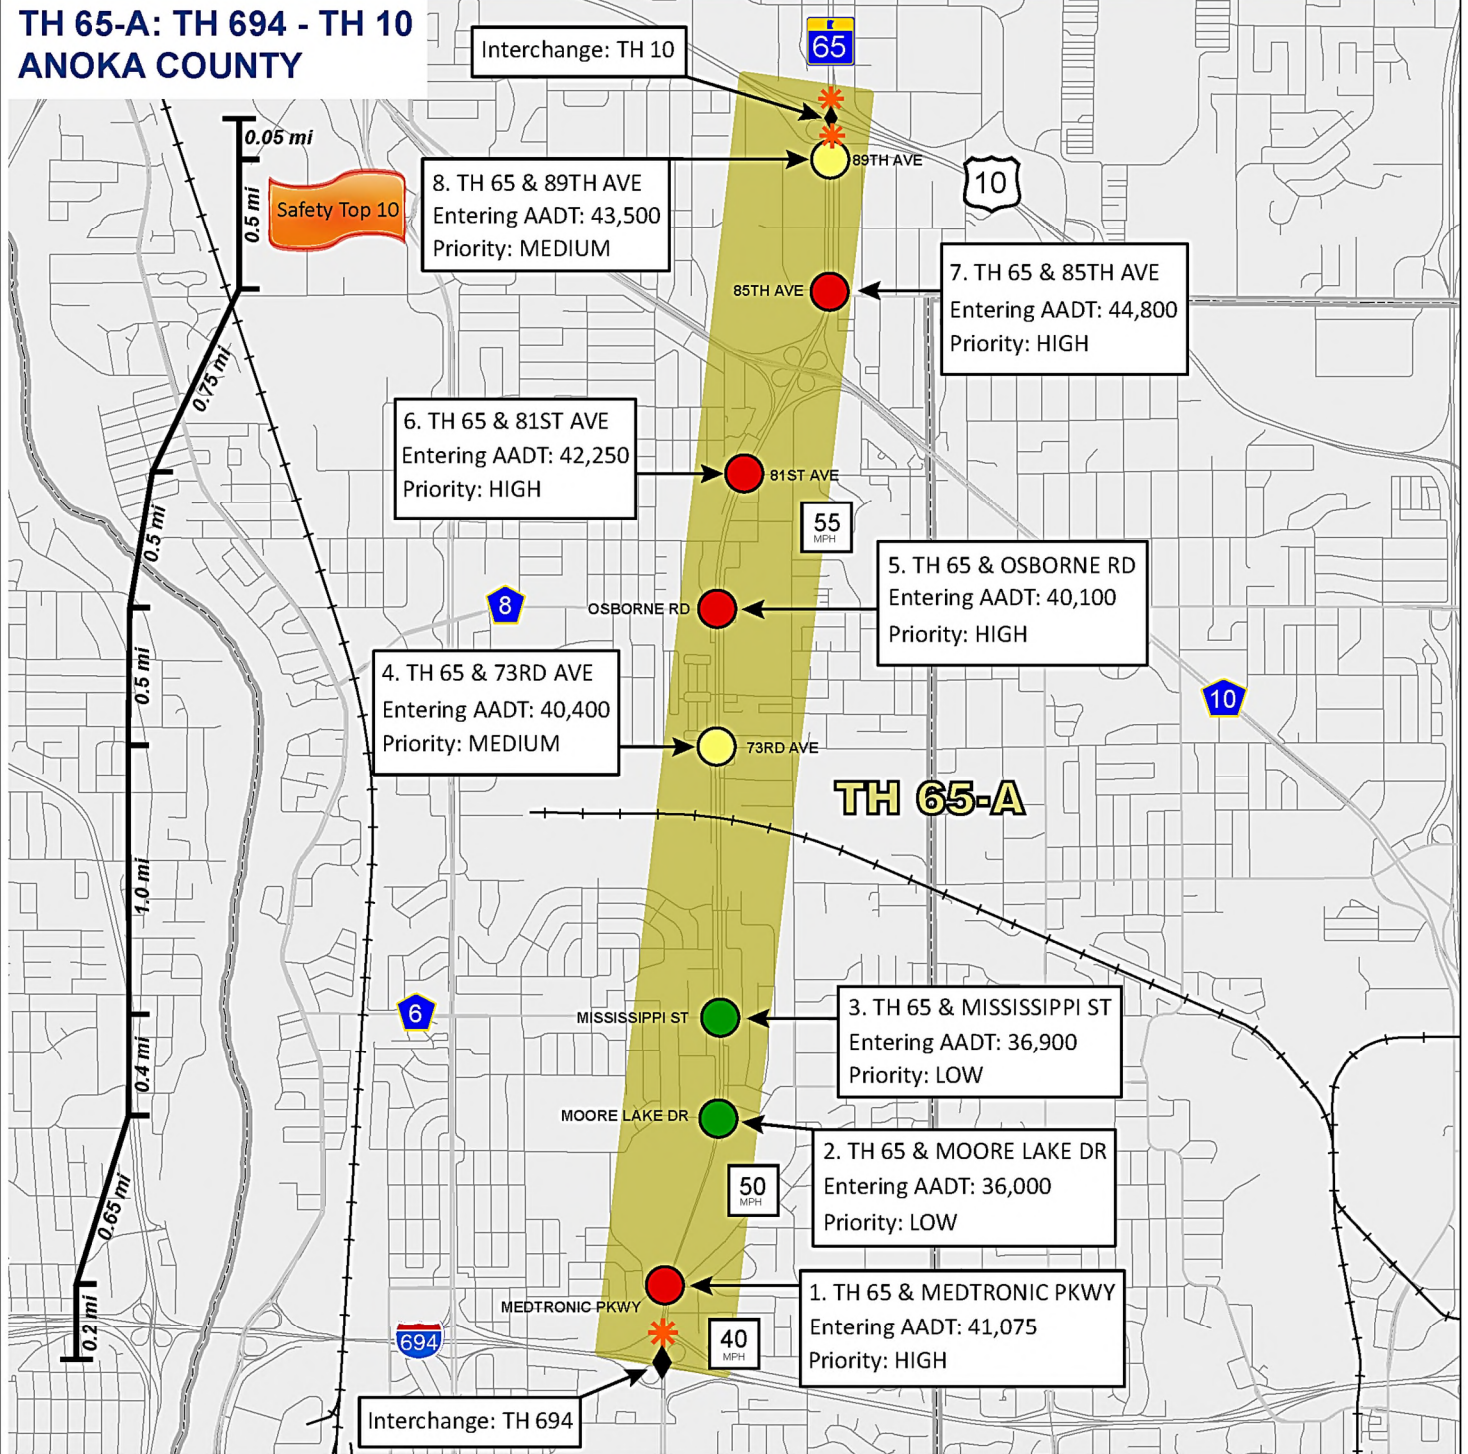 TH 65-A: TH 694 - TH 10
ANOKA COUNTY
Interchange: TH 10
65
0.05 mi
0.5 mi
Safety Top 10
8. TH 65 & 89TH AVE
Entering AADT: 43,500
Priority: MEDIUM
89TH AVE
10
85TH AVE
7. TH 65 & 85TH AVE
Entering AADT: 44,800
Priority: HIGH
0.75 mi
6. TH 65 & 81ST AVE
Entering AADT: 42,250
Priority: HIGH
81ST AVE
55
MPH
0.5 mi
5. TH 65 & OSBORNE RD
Entering AADT: 40,100
Priority: HIGH
8
OSBORNE RD
0.5 mi
4. TH 65 & 73RD AVE
Entering AADT: 40,400
Priority: MEDIUM
10
73RD AVE
TH 65-A
1.0 mi
6
MISSISSIPPI ST
3. TH 65 & MISSISSIPPI ST
Entering AADT: 36,900
Priority: LOW
0.4 mi
MOORE LAKE DR
2. TH 65 & MOORE LAKE DR
Entering AADT: 36,000
Priority: LOW
50
MPH
0.65 mi
MEDTRONIC PKWY
1. TH 65 & MEDTRONIC PKWY
Entering AADT: 41,075
Priority: HIGH
0.2 mi
694
40
MPH
Interchange: TH 694